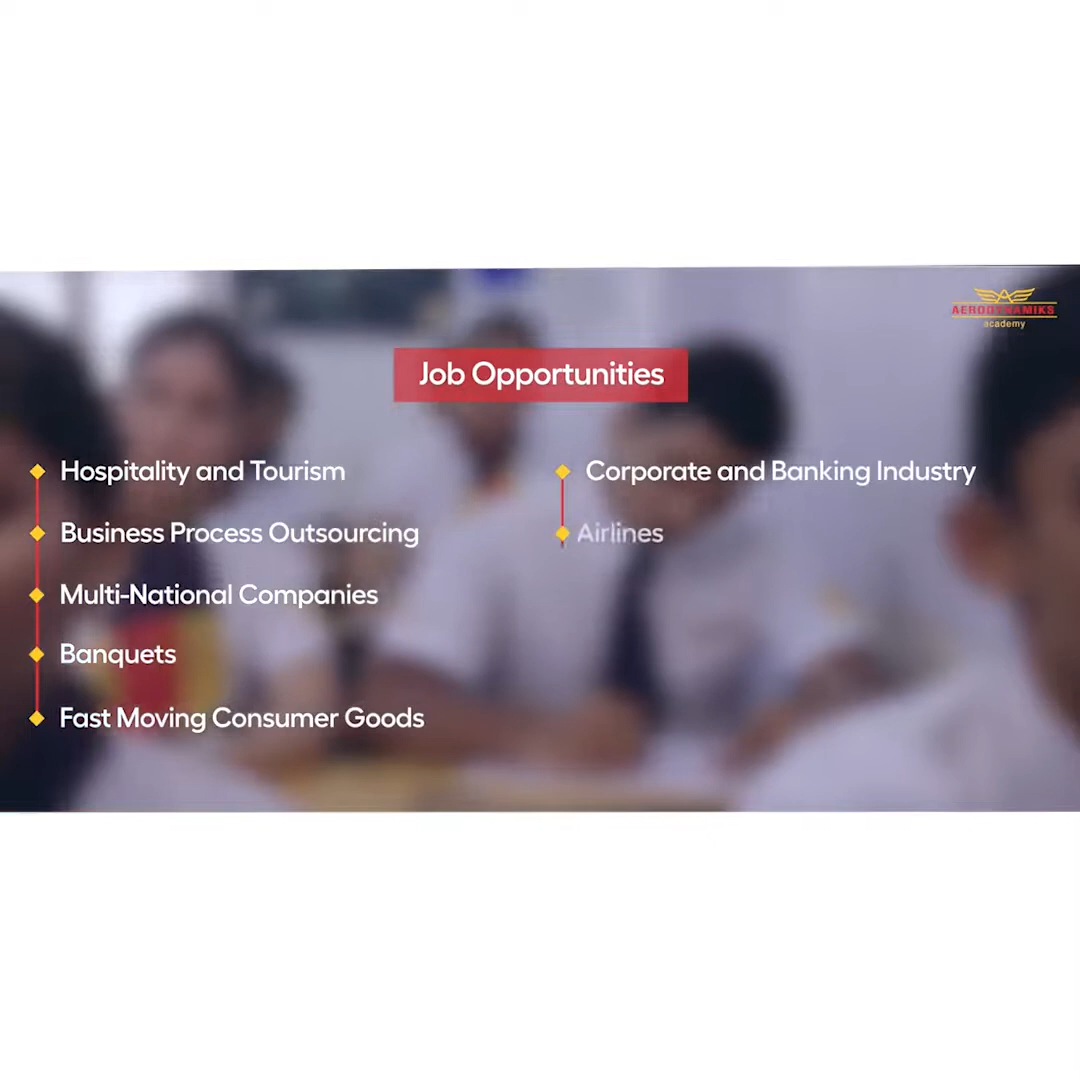 AERODYNAMIKS
academy
Job Opportunities
Hospitality and Tourism
Business Process Outsourcing
Multi-National Companies
Banquets
Fast Moving Consumer Goods
Corporate and Banking Industry
Airlines